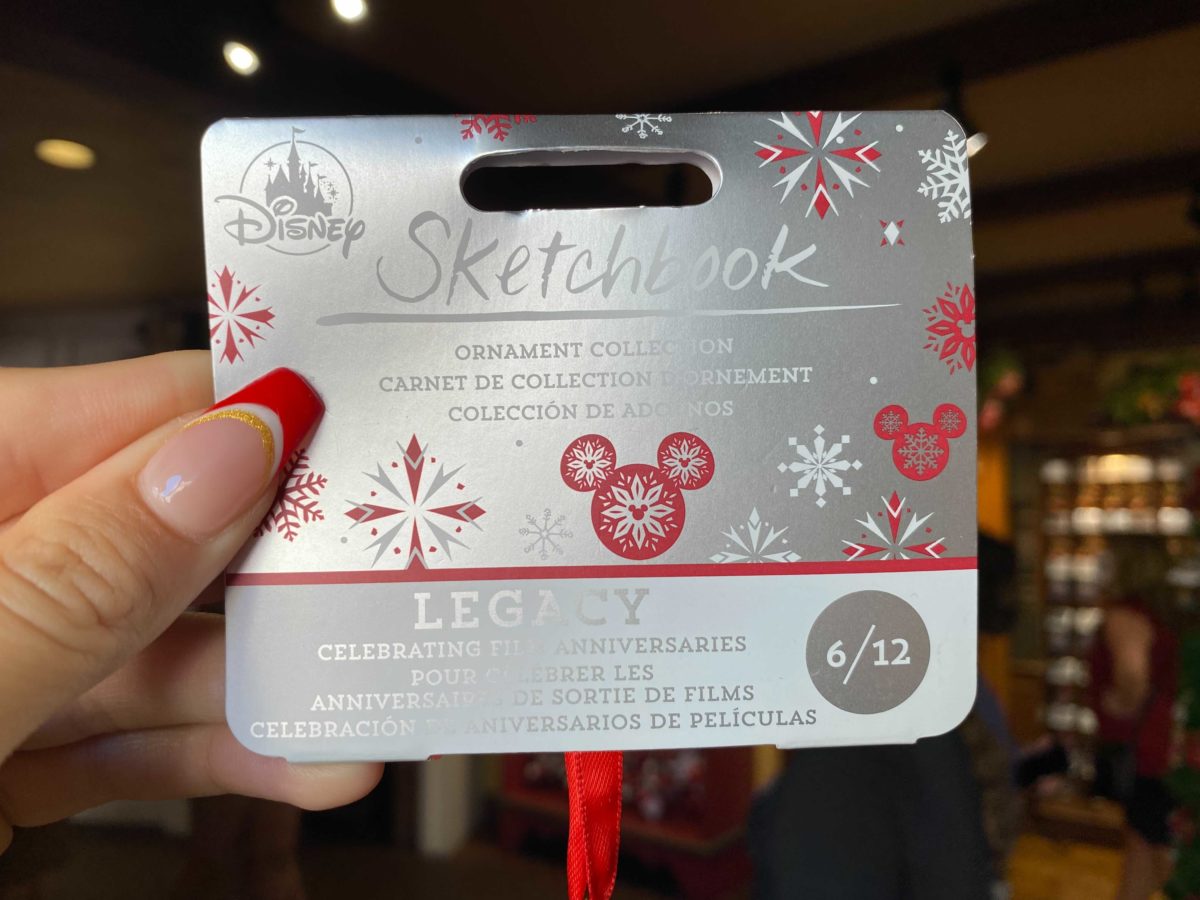 Disney
Sketchbook
ORNAMENT COLLECTION
CARNET DE COLLECTION D'ORNEMENT
COLECCIÓN DE ADORNOS
LEGACY
CELEBRATING FILM ANNIVERSARIES
POUR CÉLÉBRER LES
ANNIVERSAIRES DE SORTIE DE FILMS
CELEBRACIÓN DE ANIVERSARIOS DE PELÍCULAS
6/12